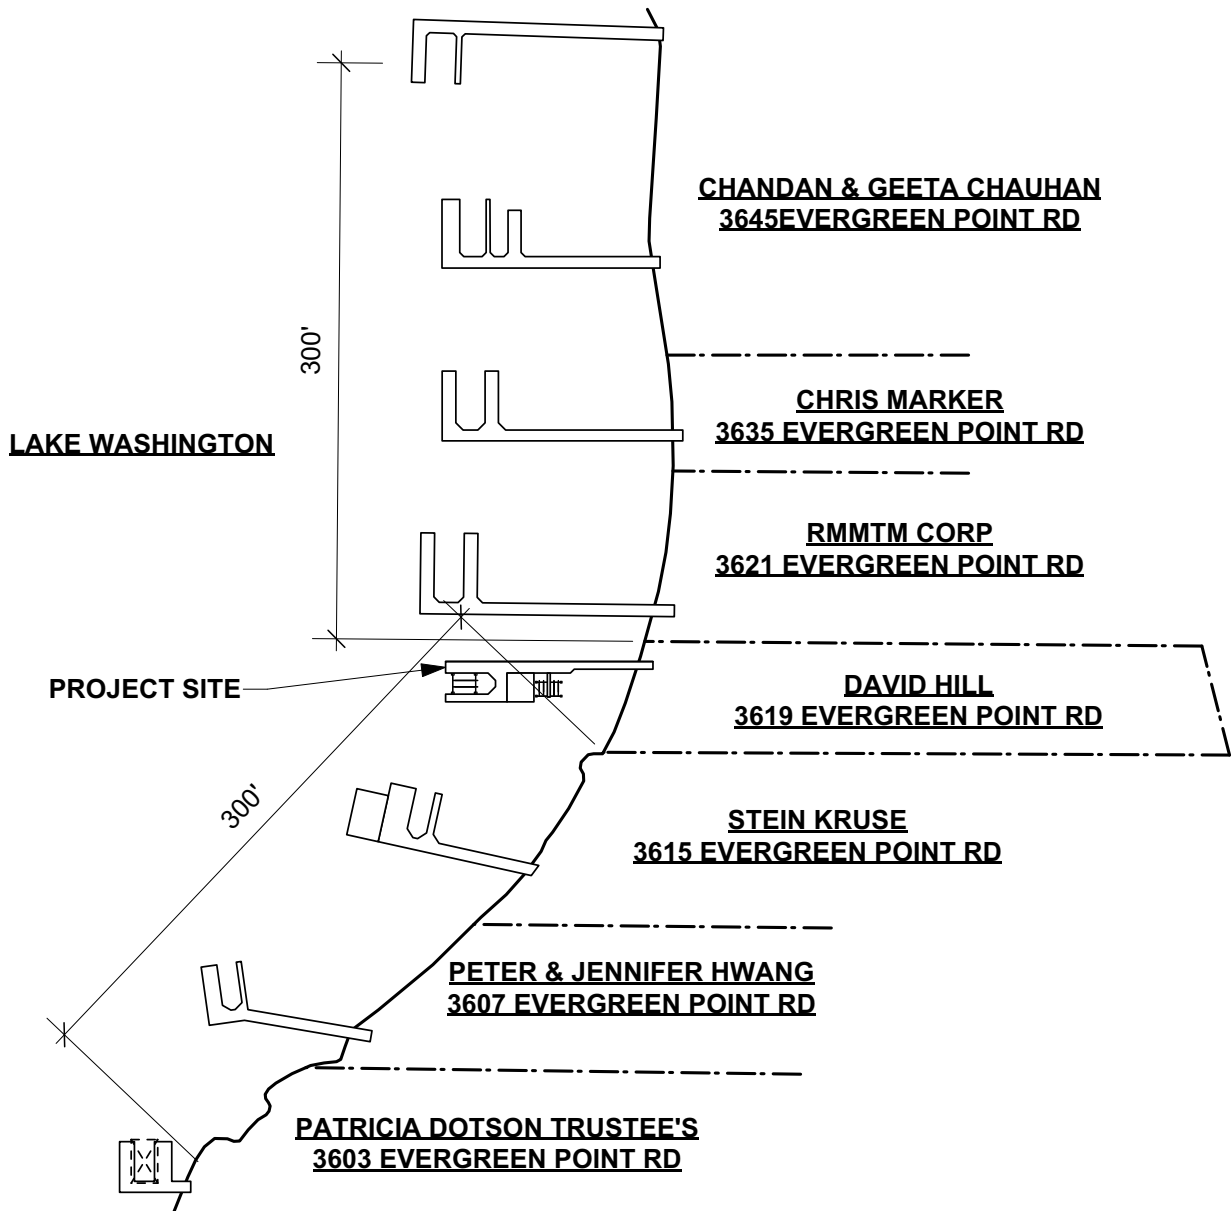 CHANDAN & GEETA CHAUHAN
3645EVERGREEN POINT RD
300'
CHRIS MARKER
3635 EVERGREEN POINT RD
LAKE WASHINGTON
RMMTM CORP
3621 EVERGREEN POINT RD
PROJECT SITE
DAVID HILL
3619 EVERGREEN POINT RD
300'
STEIN KRUSE
3615 EVERGREEN POINT RD
PETER & JENNIFER HWANG
3607 EVERGREEN POINT RD
PATRICIA DOTSON TRUSTEE'S
3603 EVERGREEN POINT RD